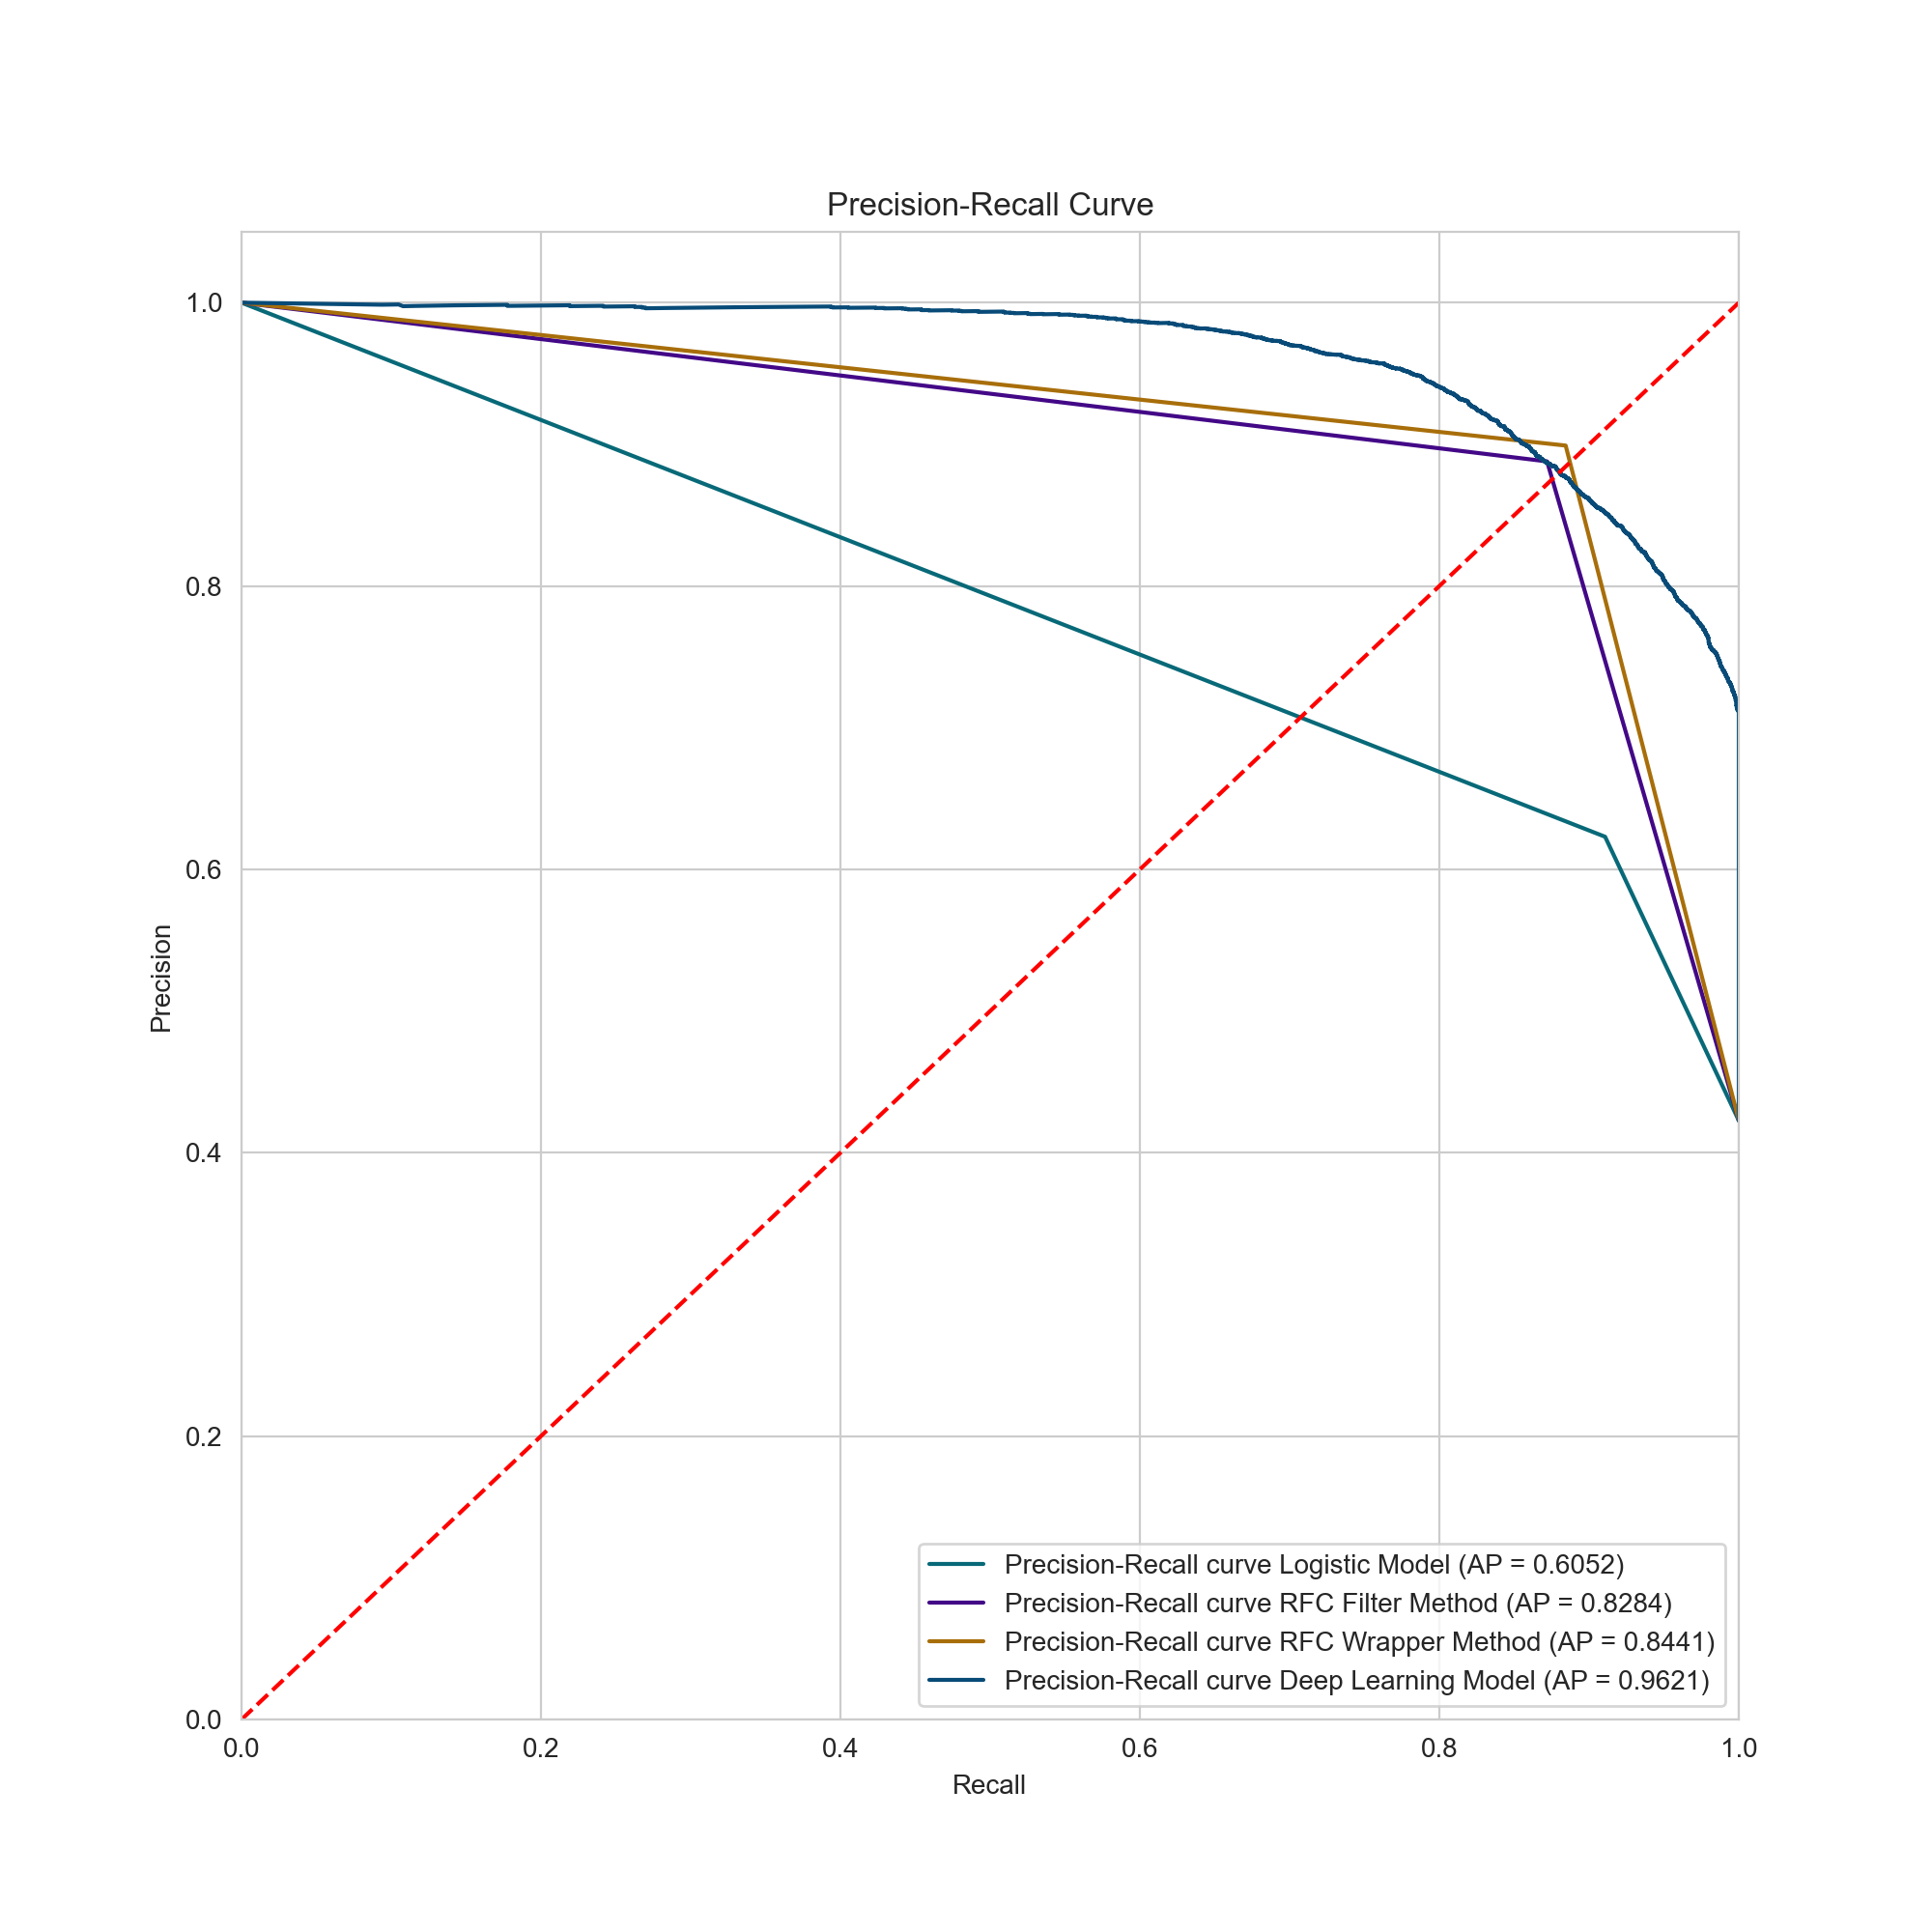 Precision-Recall Curve
1.0
0.8
0.6
0.4
0.2
0.0
Precision
0.0 0.2 0.4 0.6 0.8 1.0
Recall
Precision-Recall curve Logistic Model (AP = 0.6052)
Precision-Recall curve RFC Filter Method (AP = 0.8284)
Precision-Recall curve RFC Wrapper Method (AP = 0.8441)
Precision-Recall curve Deep Learning Model (AP = 0.9621)